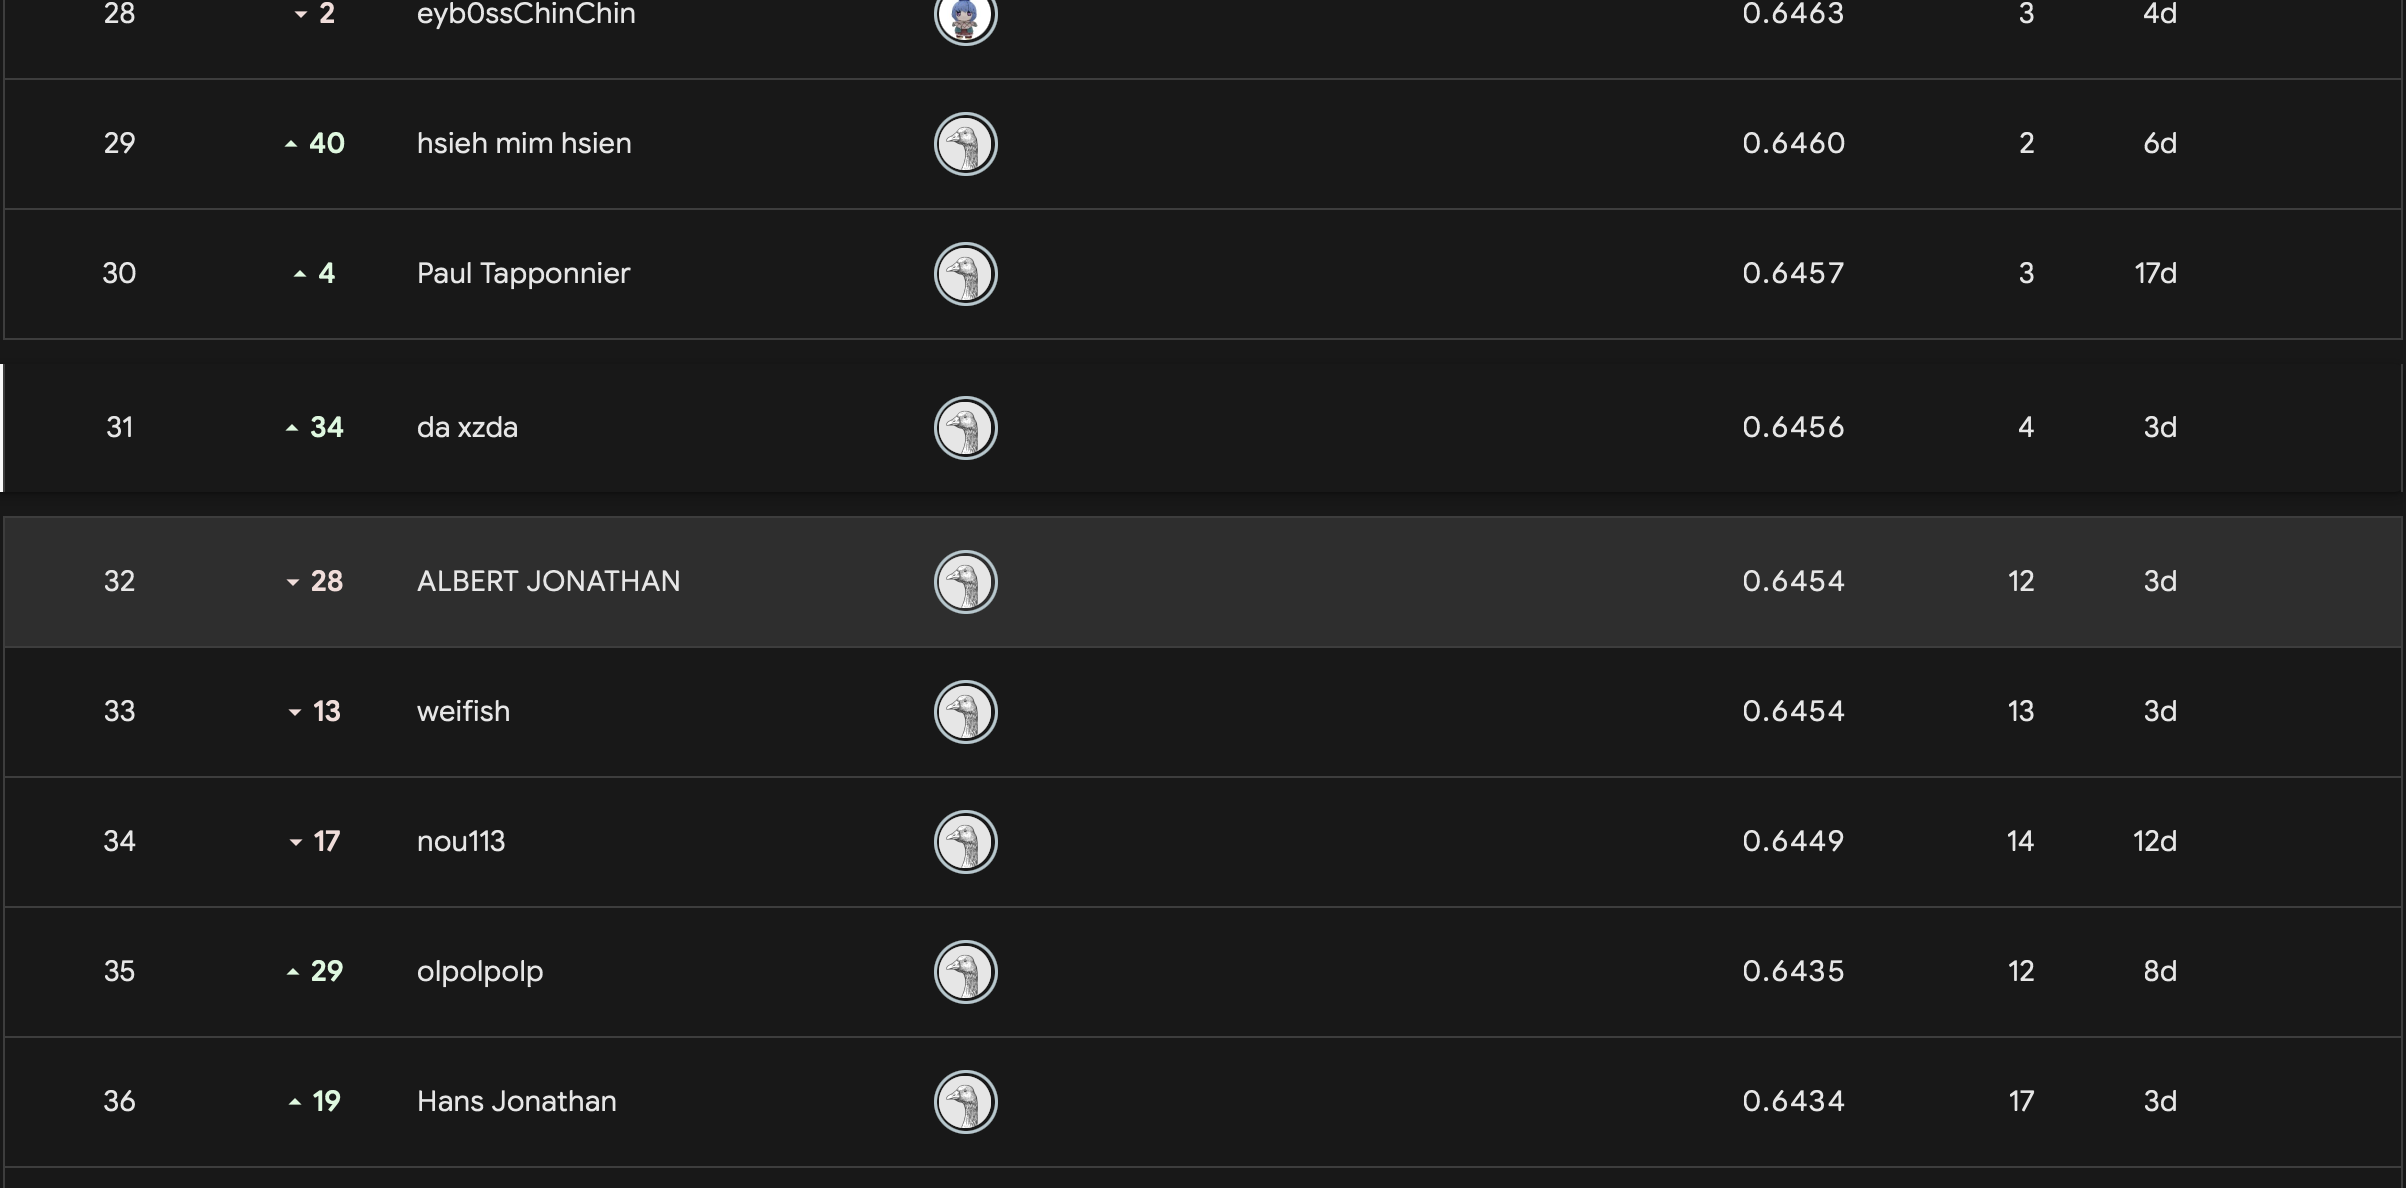 28 2 eyb0ssChinChin 0.6463 3 4d
29 40 hsieh mim hsien 0.6460 2 6d
30 4 Paul Tapponnier 0.6457 3 17d
31 34 da xzda 0.6456 4 3d
32 28 ALBERT JONATHAN 0.6454 12 3d
33 13 weifish 0.6454 13 3d
34 17 nou113 0.6449 14 12d
35 29 olpolpolp 0.6435 12 8d
36 19 Hans Jonathan 0.6434 17 3d